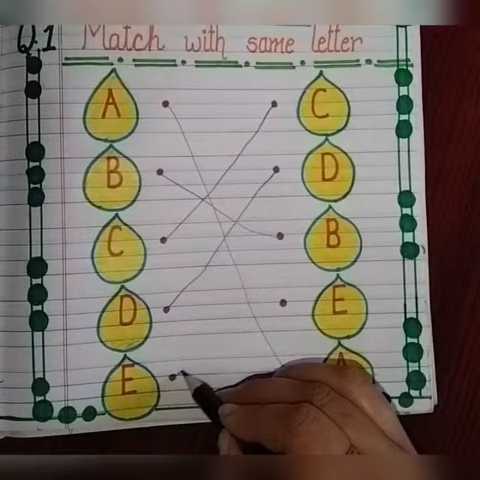 Q.1 Match with same letter
A C
B D
C B
D E
E A